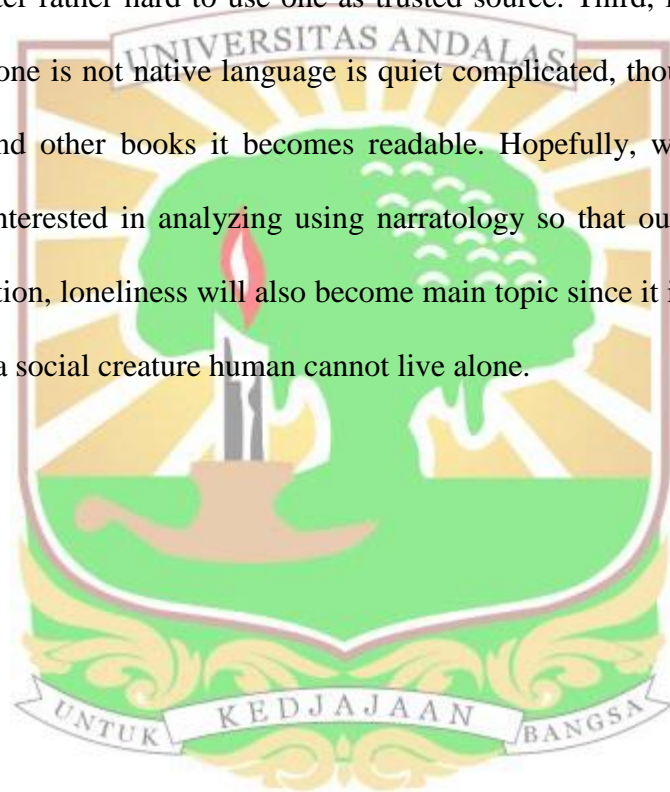 ter rather hard to use one as trusted source. Third,
UNIVERSITAS ANDALAS
one is not native language is quiet complicated, thou
nd other books it becomes readable. Hopefully, w
nterested in analyzing using narratology so that ou
tion, loneliness will also become main topic since it i
a social creature human cannot live alone.
UNTUK KEDJAJAAN BANGSA